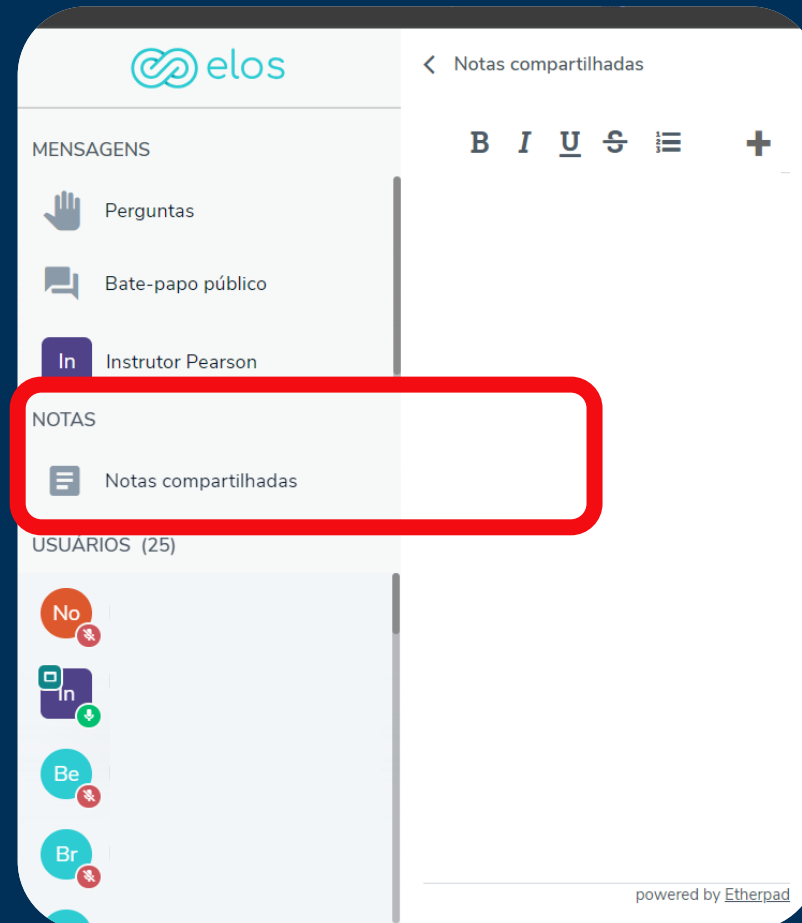 elos
MENSAGENS
Perguntas
Bate-papo público
In Instrutor Pearson
NOTAS
Notas compartilhadas
USUÁRIOS (25)
No
In
Be
Br
Notas compartilhadas
B I U S
powered by Etherpad